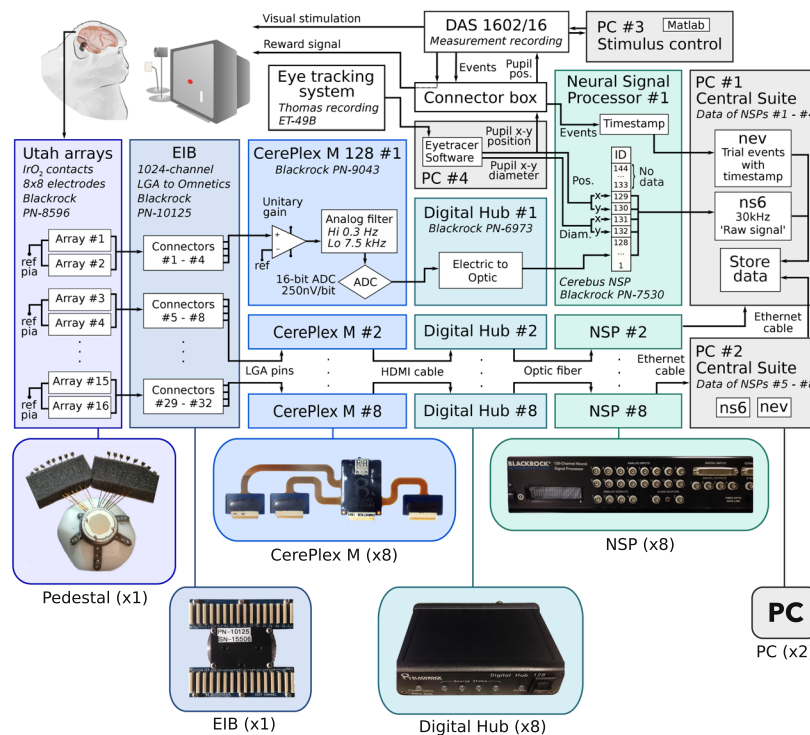 Visual stimulation
DAS 1602/16
Measurement recording
PC #3
Matlab
Stimulus control
Reward signal
Events
Pupil
pos.
Eye tracking
system
Thomas recording
ET-49B
Connector box
Neural Signal
Processor #1
Events
Timestamp
PC #1
Central Suite
Data of NSPs #1 - #4
nev
Trial events
with
timestamp
ns6
30kHz
'Raw signal'
Store
data
Eyetracer
Software
PC #4
Pupil x-y
position
Pupil x-y
diameter
Pos.
Diam.
x
y
x
y
ID
144
...
133
129
130
131
132
128
...
1
No
data
Cerebus NSP
Blackrock PN-7530
Utah arrays
IrO2 contacts
8x8 electrodes
Blackrock
PN-8596
Array #1
Array #2
ref
pia
Array #3
Array #4
ref
pia
Array #15
Array #16
ref
pia
EIB
1024-channel
LGA to Omnetics
Blackrock
PN-10125
Connectors
#1 - #4
Connectors
#5 - #8
Connectors
#29 - #32
CerePlex M 128 #1
Blackrock PN-9043
Unitary
gain
+
-
ref
Analog filter
Hi 0.3 Hz
Lo 7.5 kHz
16-bit ADC
250nV/bit
ADC
Digital Hub #1
Blackrock PN-6973
Electric to
Optic
CerePlex M #2
Digital Hub #2
NSP #2
Ethernet
cable
LGA pins
HDMI cable
Optic fiber
Ethernet
cable
CerePlex M #8
Digital Hub #8
NSP #8
PC #2
Central Suite
Data of NSPs #5 - #8
ns6
nev
Pedestal (x1)
CerePlex M (x8)
BLACKROCK
128-Channel Neural
Signal Processor
NSP (x8)
PN-10125
SN-15506
EIB (x1)
BLACKROCK
Digital Hub 128
Digital Hub (x8)
PC
PC (x2